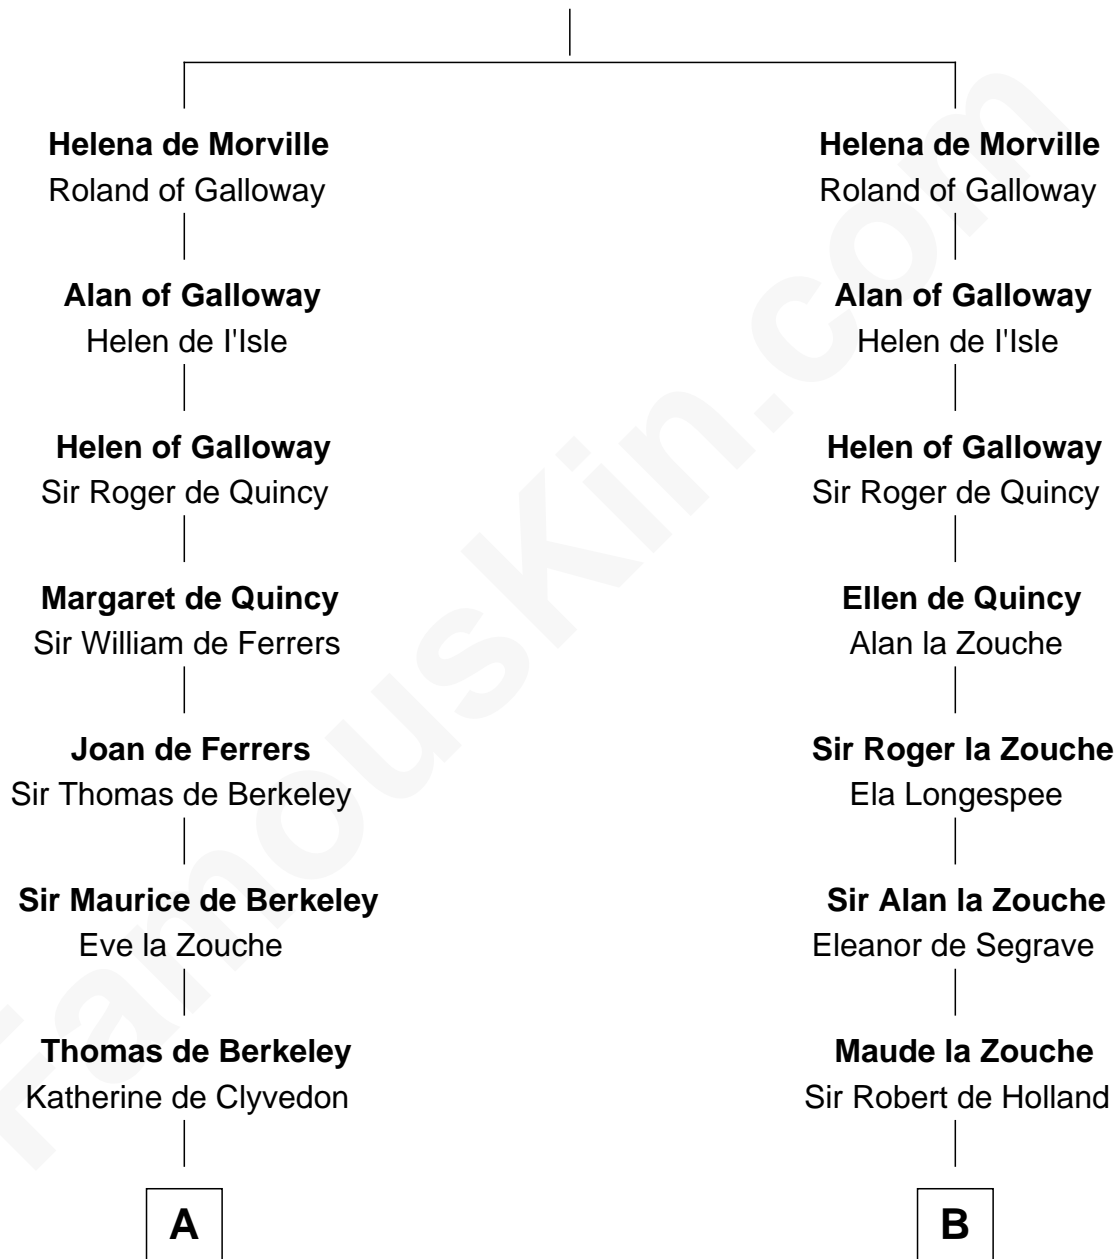 Helena de Morville
Roland of Galloway
Alan of Galloway
Helen de I'Isle
Helen of Galloway
Sir Roger de Quincy
Margaret de Quincy
Sir William de Ferrers
Joan de Ferrers
Sir Thomas de Berkeley
Sir Maurice de Berkeley
Eve la Zouche
Thomas de Berkeley
Katherine de Clyvedon
A
Helena de Morville
Roland of Galloway
Alan of Galloway
Helen de I'Isle
Helen of Galloway
Sir Roger de Quincy
Ellen de Quincy
Alan la Zouche
Sir Roger la Zouche
Ela Longespee
Sir Alan la Zouche
Eleanor de Segrave
Maude la Zouche
Sir Robert de Holland
B
FamousKin.com